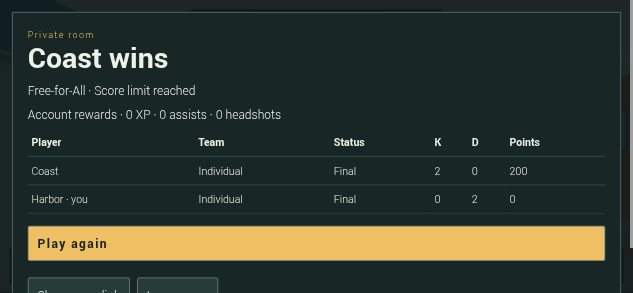 Private room
Coast wins
Free-for-All · Score limit reached
Account rewards · 0 XP · 0 assists · 0 headshots
Player Team Status K D Points
Coast Individual Final 2 0 200
Harbor · you Individual Final 0 2 0
Play again